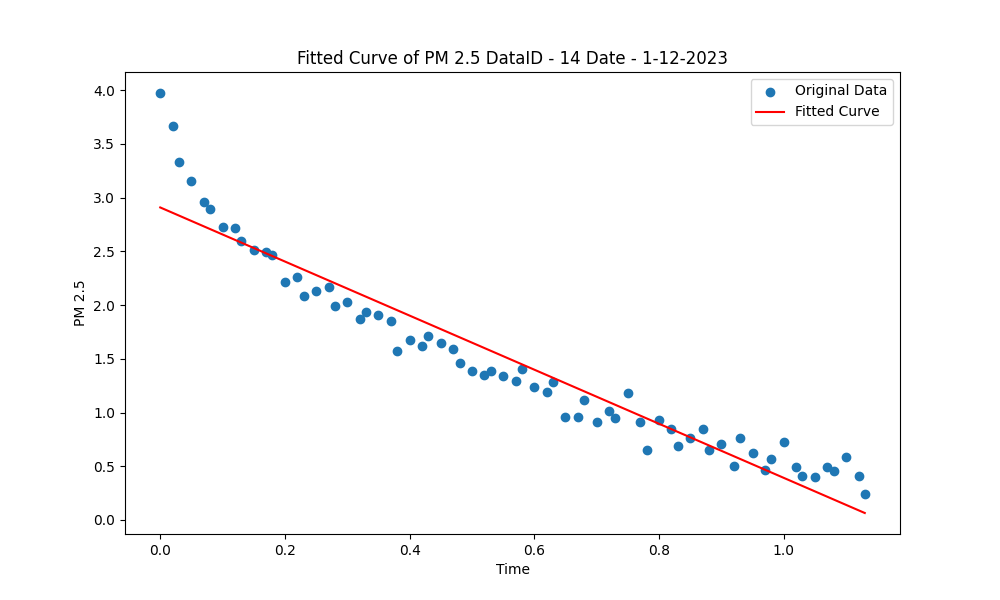 Fitted Curve of PM 2.5 DataID - 14 Date - 1-12-2023
Original Data
Fitted Curve
4.0
3.5
3.0
2.5
2.0
1.5
1.0
0.5
0.0
PM 2.5
0.0 0.2 0.4 0.6 0.8 1.0
Time